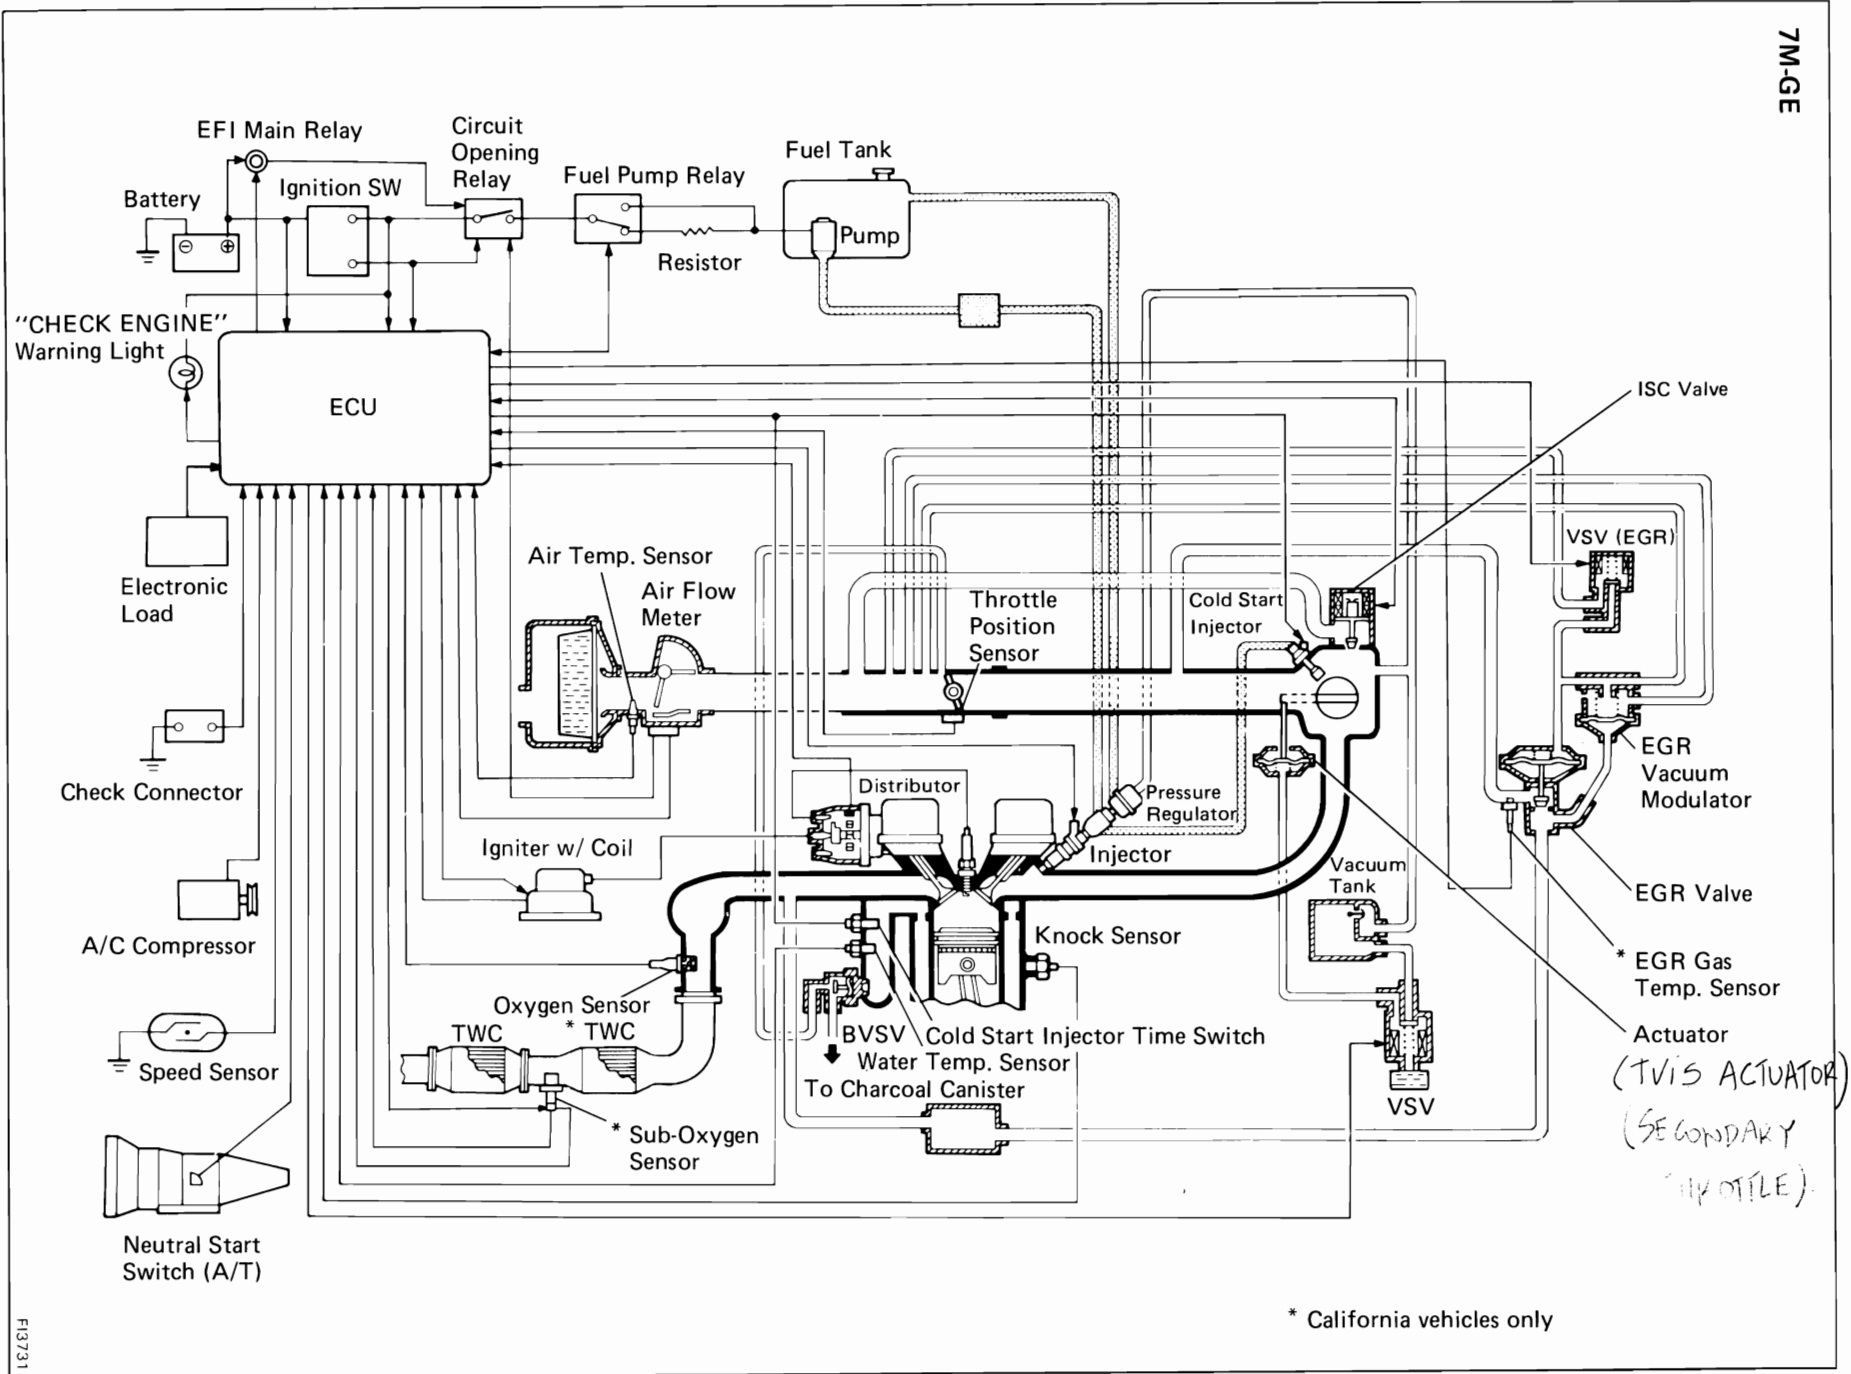 7M-GE
EFI Main Relay
Circuit
Opening
Relay
Battery
Ignition SW
Fuel Pump Relay
Fuel Tank
Pump
Resistor
"CHECK ENGINE"
Warning Light
ECU
ISC Valve
Electronic
Load
Air Temp. Sensor
Air Flow
Meter
Throttle
Position
Sensor
Cold Start
Injector
VSV (EGR)
Check Connector
Distributor
Pressure
Regulator
EGR
Vacuum
Modulator
Igniter w/ Coil
Injector
Vacuum
Tank
EGR Valve
A/C Compressor
Knock Sensor
* EGR Gas
Temp. Sensor
Oxygen Sensor
TWC
* TWC
BVSV
Cold Start Injector Time Switch
Water Temp. Sensor
To Charcoal Canister
Actuator
(TVIS ACTUATOR)
(SECONDARY
THROTTLE).
Speed Sensor
VSV
* Sub-Oxygen
Sensor
Neutral Start
Switch (A/T)
* California vehicles only
FI3731